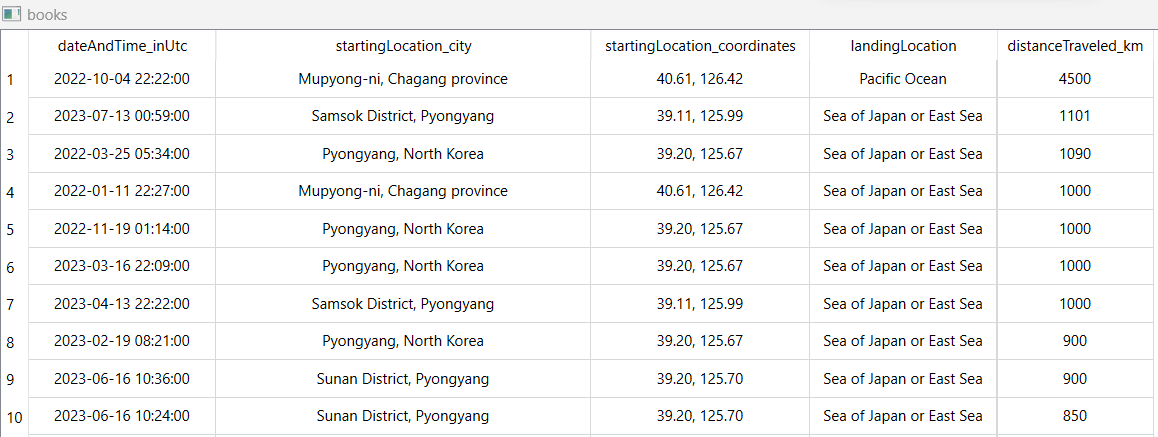 books
dateAndTime_inUtc startingLocation_city startingLocation_coordinates landingLocation distanceTraveled_km
1 2022-10-04 22:22:00 Mupyong-ni, Chagang province 40.61, 126.42 Pacific Ocean 4500
2 2023-07-13 00:59:00 Samsok District, Pyongyang 39.11, 125.99 Sea of Japan or East Sea 1101
3 2022-03-25 05:34:00 Pyongyang, North Korea 39.20, 125.67 Sea of Japan or East Sea 1090
4 2022-01-11 22:27:00 Mupyong-ni, Chagang province 40.61, 126.42 Sea of Japan or East Sea 1000
5 2022-11-19 01:14:00 Pyongyang, North Korea 39.20, 125.67 Sea of Japan or East Sea 1000
6 2023-03-16 22:09:00 Pyongyang, North Korea 39.20, 125.67 Sea of Japan or East Sea 1000
7 2023-04-13 22:22:00 Samsok District, Pyongyang 39.11, 125.99 Sea of Japan or East Sea 1000
8 2023-02-19 08:21:00 Pyongyang, North Korea 39.20, 125.67 Sea of Japan or East Sea 900
9 2023-06-16 10:36:00 Sunan District, Pyongyang 39.20, 125.70 Sea of Japan or East Sea 900
10 2023-06-16 10:24:00 Sunan District, Pyongyang 39.20, 125.70 Sea of Japan or East Sea 850